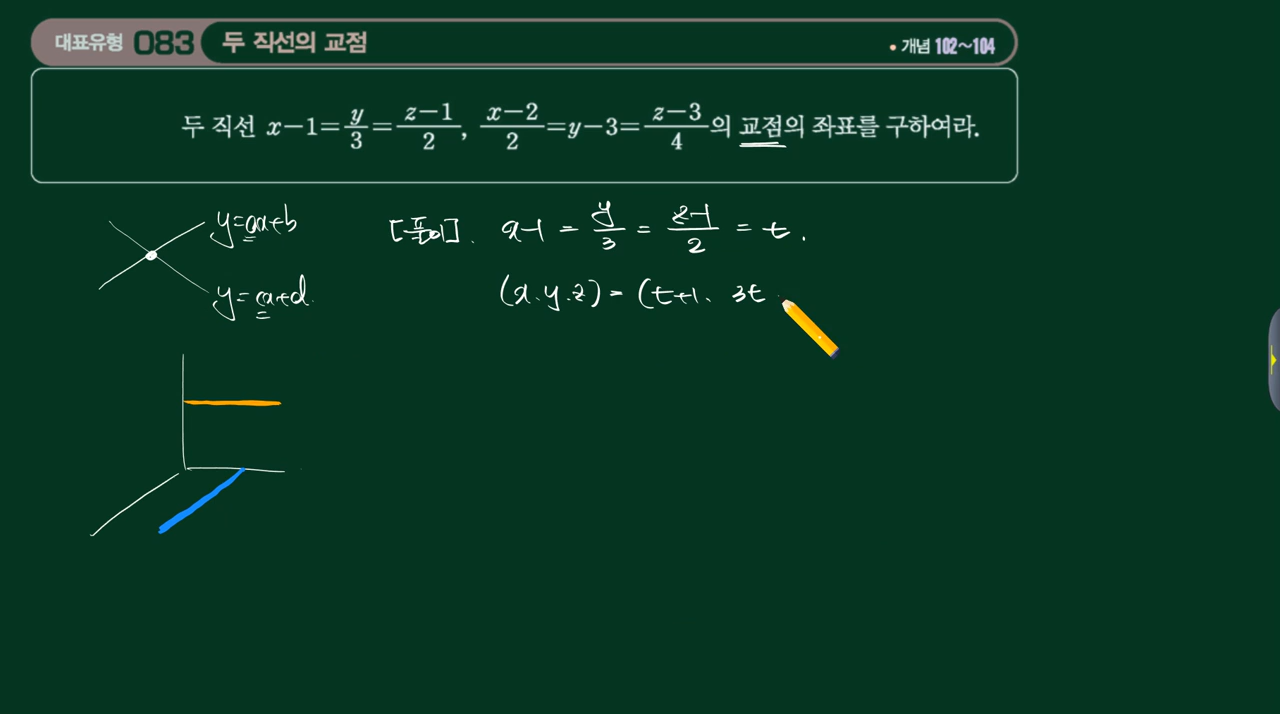 대표유형 083 두 직선의 교점 • 개념 102~104
두 직선 x-1=y/3=(z-1)/2, (x-2)/2=y-3=(z-3)/4의 교점의 좌표를 구하여라.
y=ax+b
[풀이]. x-1 = y/3 = (z-1)/2 = t.
y=cx+d.
(x.y.z) = (t+1, 3t